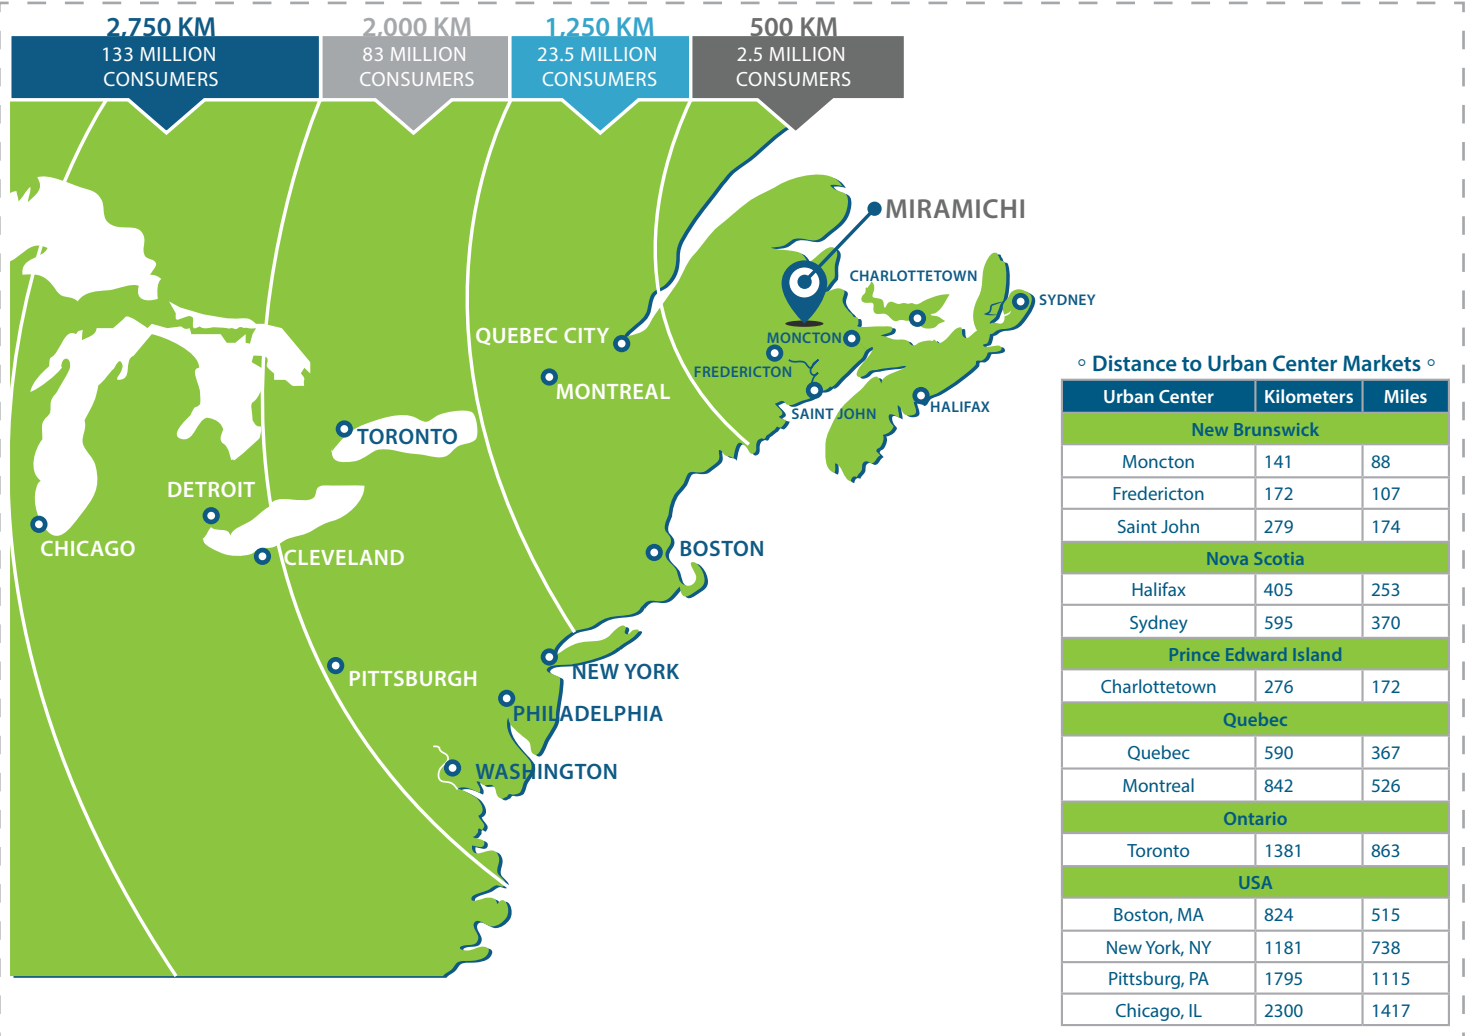 2,750 KM
133 MILLION
CONSUMERS
2,000 KM
83 MILLION
CONSUMERS
1,250 KM
23.5 MILLION
CONSUMERS
500 KM
2.5 MILLION
CONSUMERS
MIRAMICHI
CHARLOTTETOWN
SYDNEY
QUEBEC CITY
MONCTON
FREDERICTON
MONTREAL
SAINT JOHN
HALIFAX
TORONTO
DETROIT
CHICAGO
CLEVELAND
BOSTON
PITTSBURGH
NEW YORK
PHILADELPHIA
WASHINGTON
° Distance to Urban Center Markets °
Urban Center Kilometers Miles
New Brunswick
Moncton 141 88
Fredericton 172 107
Saint John 279 174
Nova Scotia
Halifax 405 253
Sydney 595 370
Prince Edward Island
Charlottetown 276 172
Quebec
Quebec 590 367
Montreal 842 526
Ontario
Toronto 1381 863
USA
Boston, MA 824 515
New York, NY 1181 738
Pittsburg, PA 1795 1115
Chicago, IL 2300 1417